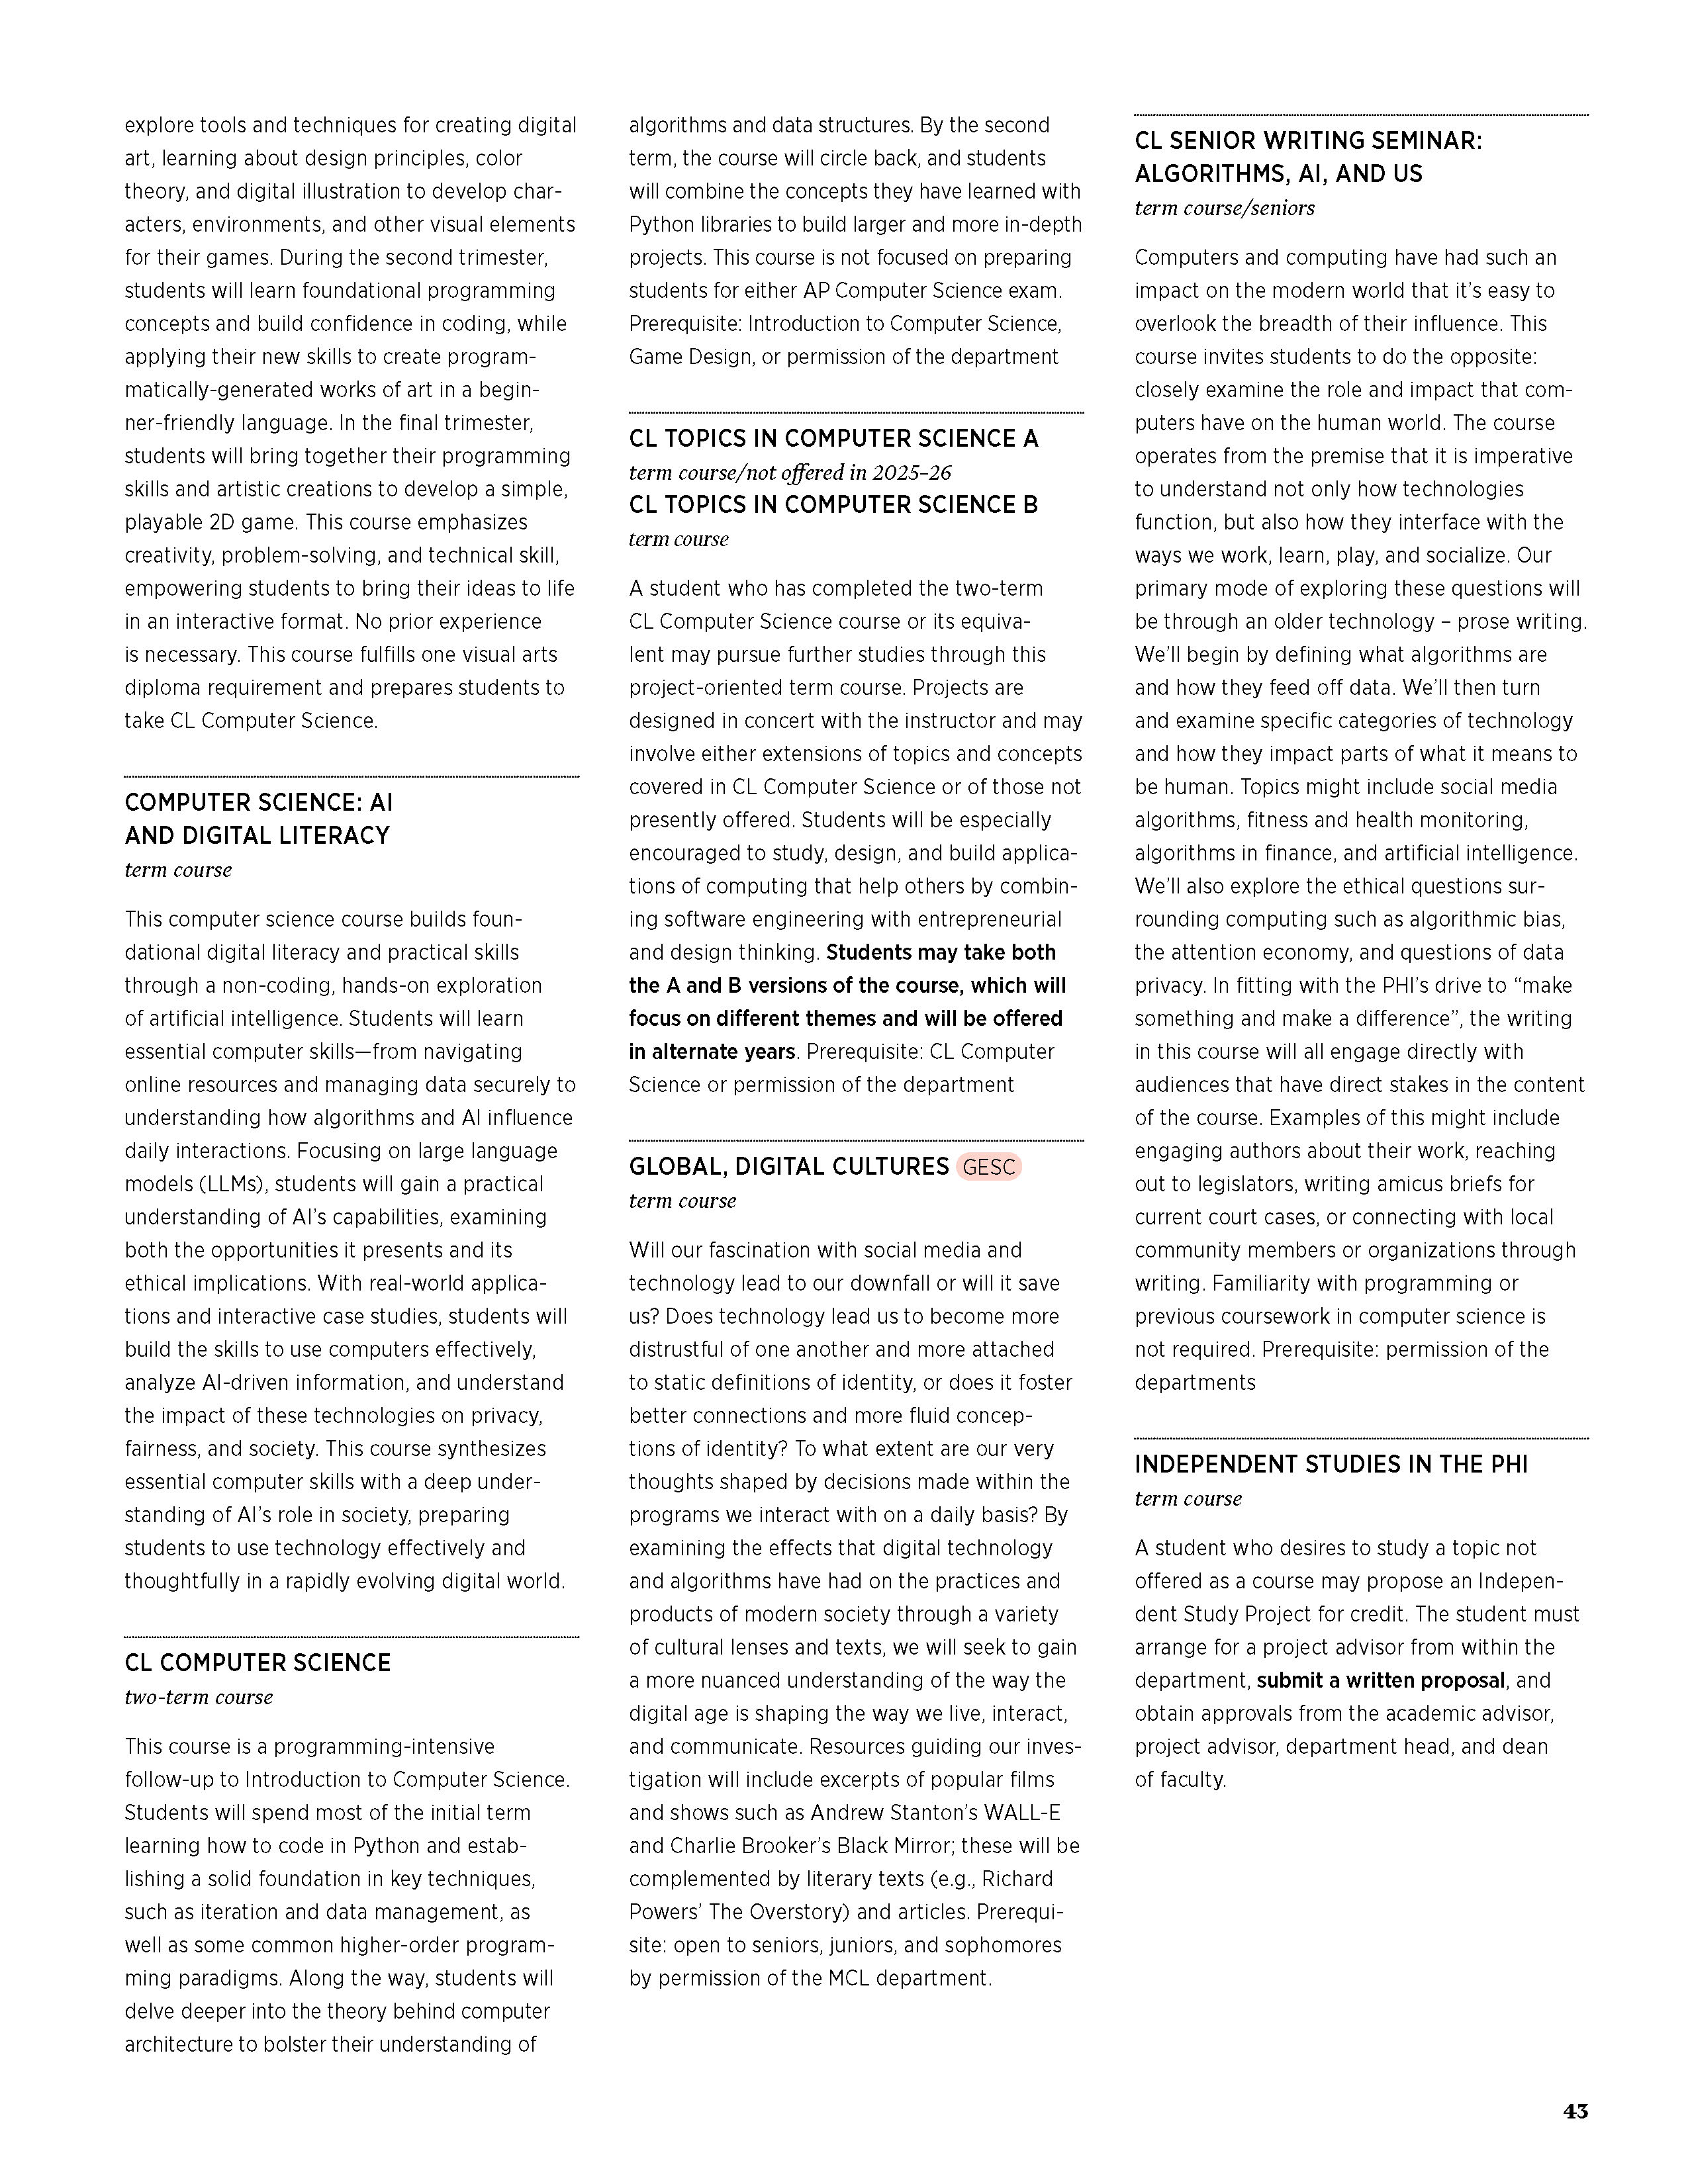 explore tools and techniques for creating digital
art, learning about design principles, color
theory, and digital illustration to develop char-
acters, environments, and other visual elements
for their games. During the second trimester,
students will learn foundational programming
concepts and build confidence in coding, while
applying their new skills to create program-
matically-generated works of art in a begin-
ner-friendly language. In the final trimester,
students will bring together their programming
skills and artistic creations to develop a simple,
playable 2D game. This course emphasizes
creativity, problem-solving, and technical skill,
empowering students to bring their ideas to life
in an interactive format. No prior experience
is necessary. This course fulfills one visual arts
diploma requirement and prepares students to
take CL Computer Science.
COMPUTER SCIENCE: AI
AND DIGITAL LITERACY
term course
This computer science course builds foun-
dational digital literacy and practical skills
through a non-coding, hands-on exploration
of artificial intelligence. Students will learn
essential computer skills—from navigating
online resources and managing data securely to
understanding how algorithms and AI influence
daily interactions. Focusing on large language
models (LLMs), students will gain a practical
understanding of AI's capabilities, examining
both the opportunities it presents and its
ethical implications. With real-world applica-
tions and interactive case studies, students will
build the skills to use computers effectively,
analyze AI-driven information, and understand
the impact of these technologies on privacy,
fairness, and society. This course synthesizes
essential computer skills with a deep under-
standing of AI's role in society, preparing
students to use technology effectively and
thoughtfully in a rapidly evolving digital world.
CL COMPUTER SCIENCE
two-term course
This course is a programming-intensive
follow-up to Introduction to Computer Science.
Students will spend most of the initial term
learning how to code in Python and estab-
lishing a solid foundation in key techniques,
such as iteration and data management, as
well as some common higher-order program-
ming paradigms. Along the way, students will
delve deeper into the theory behind computer
architecture to bolster their understanding of
algorithms and data structures. By the second
term, the course will circle back, and students
will combine the concepts they have learned with
Python libraries to build larger and more in-depth
projects. This course is not focused on preparing
students for either AP Computer Science exam.
Prerequisite: Introduction to Computer Science,
Game Design, or permission of the department
CL TOPICS IN COMPUTER SCIENCE A
term course/not offered in 2025–26
CL TOPICS IN COMPUTER SCIENCE B
term course
A student who has completed the two-term
CL Computer Science course or its equiva-
lent may pursue further studies through this
project-oriented term course. Projects are
designed in concert with the instructor and may
involve either extensions of topics and concepts
covered in CL Computer Science or of those not
presently offered. Students will be especially
encouraged to study, design, and build applica-
tions of computing that help others by combin-
ing software engineering with entrepreneurial
and design thinking. Students may take both
the A and B versions of the course, which will
focus on different themes and will be offered
in alternate years. Prerequisite: CL Computer
Science or permission of the department
GLOBAL, DIGITAL CULTURES GESC
term course
Will our fascination with social media and
technology lead to our downfall or will it save
us? Does technology lead us to become more
distrustful of one another and more attached
to static definitions of identity, or does it foster
better connections and more fluid concep-
tions of identity? To what extent are our very
thoughts shaped by decisions made within the
programs we interact with on a daily basis? By
examining the effects that digital technology
and algorithms have had on the practices and
products of modern society through a variety
of cultural lenses and texts, we will seek to gain
a more nuanced understanding of the way the
digital age is shaping the way we live, interact,
and communicate. Resources guiding our inves-
tigation will include excerpts of popular films
and shows such as Andrew Stanton's WALL-E
and Charlie Brooker's Black Mirror; these will be
complemented by literary texts (e.g., Richard
Powers' The Overstory) and articles. Prerequi-
site: open to seniors, juniors, and sophomores
by permission of the MCL department.
CL SENIOR WRITING SEMINAR:
ALGORITHMS, AI, AND US
term course/seniors
Computers and computing have had such an
impact on the modern world that it's easy to
overlook the breadth of their influence. This
course invites students to do the opposite:
closely examine the role and impact that com-
puters have on the human world. The course
operates from the premise that it is imperative
to understand not only how technologies
function, but also how they interface with the
ways we work, learn, play, and socialize. Our
primary mode of exploring these questions will
be through an older technology – prose writing.
We'll begin by defining what algorithms are
and how they feed off data. We'll then turn
and examine specific categories of technology
and how they impact parts of what it means to
be human. Topics might include social media
algorithms, fitness and health monitoring,
algorithms in finance, and artificial intelligence.
We'll also explore the ethical questions sur-
rounding computing such as algorithmic bias,
the attention economy, and questions of data
privacy. In fitting with the PHI's drive to “make
something and make a difference”, the writing
in this course will all engage directly with
audiences that have direct stakes in the content
of the course. Examples of this might include
engaging authors about their work, reaching
out to legislators, writing amicus briefs for
current court cases, or connecting with local
community members or organizations through
writing. Familiarity with programming or
previous coursework in computer science is
not required. Prerequisite: permission of the
departments
INDEPENDENT STUDIES IN THE PHI
term course
A student who desires to study a topic not
offered as a course may propose an Indepen-
dent Study Project for credit. The student must
arrange for a project advisor from within the
department, submit a written proposal, and
obtain approvals from the academic advisor,
project advisor, department head, and dean
of faculty.
43